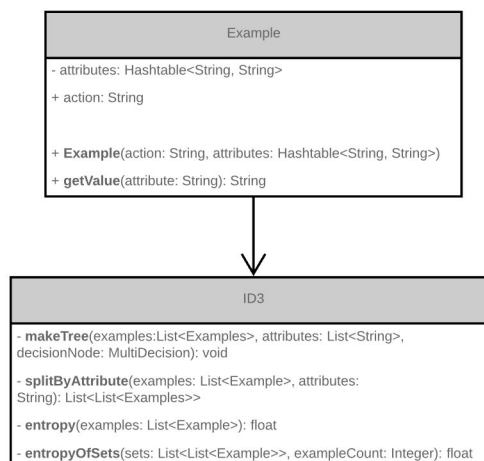 Example
- attributes: Hashtable<String, String>
+ action: String
+ Example(action: String, attributes: Hashtable<String, String>)
+ getValue(attribute: String): String
ID3
- makeTree(examples:List<Examples>, attributes: List<String>,
decisionNode: MultiDecision): void
- splitByAttribute(examples: List<Example>, attributes:
String): List<List<Examples>>
- entropy(examples: List<Example>): float
- entropyOfSets(sets: List<List<Example>>, exampleCount: Integer): float